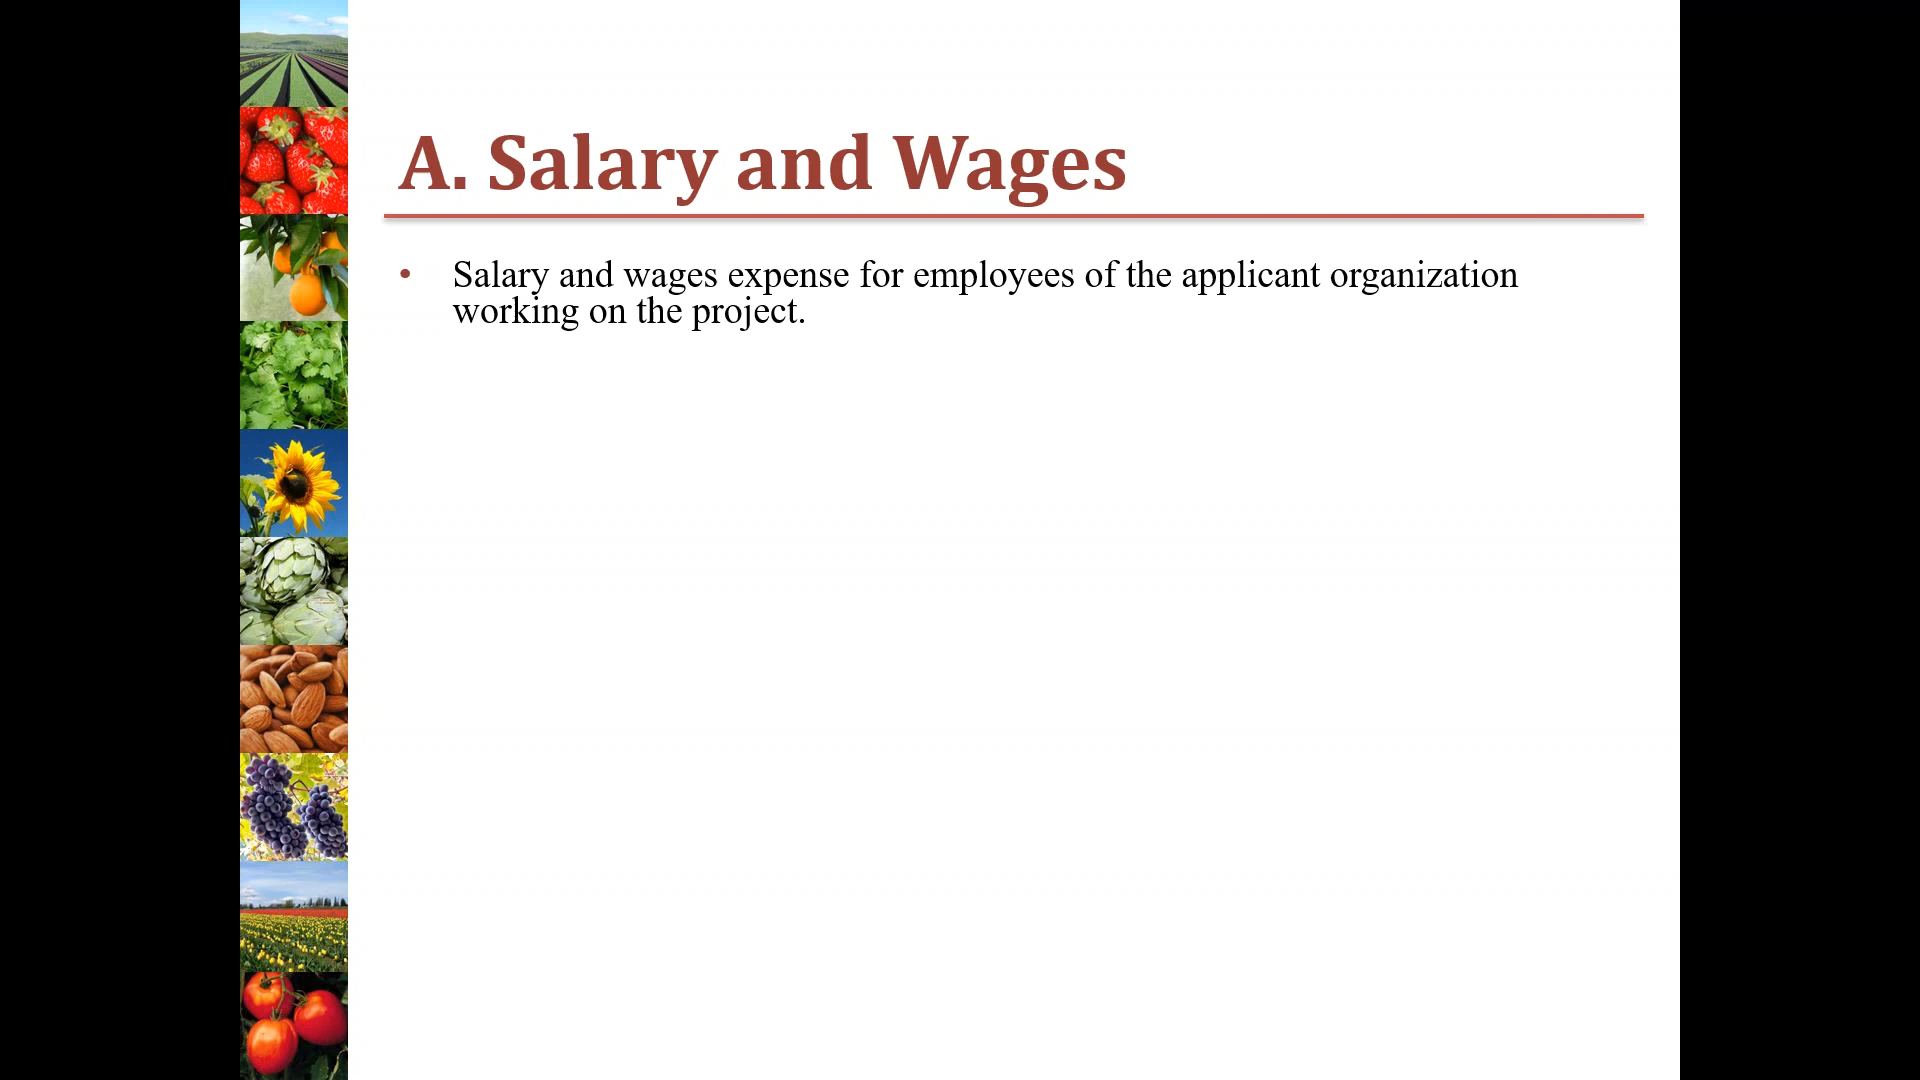 A. Salary and Wages
• Salary and wages expense for employees of the applicant organization
working on the project.